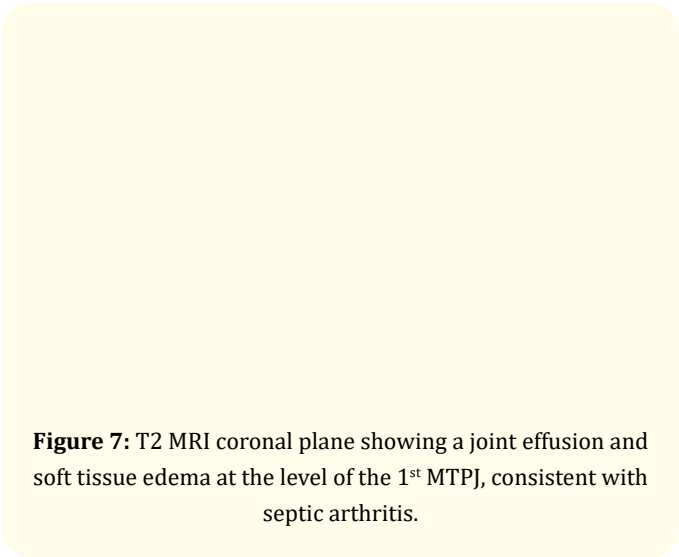 Figure 7: T2 MRI coronal plane showing a joint effusion and
soft tissue edema at the level of the 1st MTPJ, consistent with
septic arthritis.